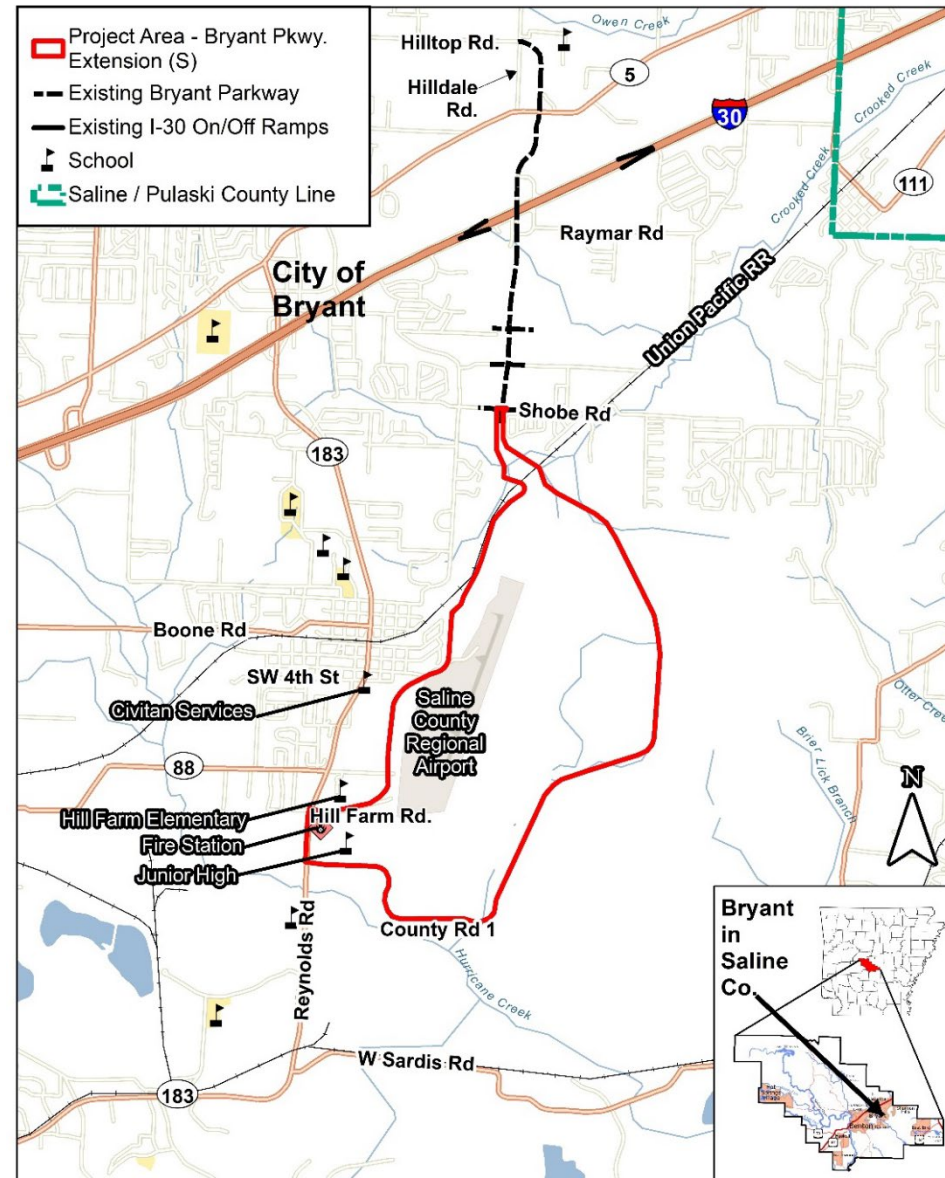 Project Area - Bryant Pkwy.
Extension (S)
Existing Bryant Parkway
Existing I-30 On/Off Ramps
School
Saline / Pulaski County Line
Hilltop Rd.
Owen Creek
5
Hilldale
Rd.
30
Crooked Creek
Crooked Creek
111
Raymar Rd
City of
Bryant
Union Pacific RR
Shobe Rd
183
Boone Rd
SW 4th St
Civitan Services
Saline
County
Regional
Airport
88
Otter Creek
Brier Lick Branch
N
Hill Farm Elementary
Hill Farm Rd.
Fire Station
Junior High
County Rd 1
Reynolds Rd
Hurricane Creek
W Sardis Rd
183
Bryant
in
Saline
Co.